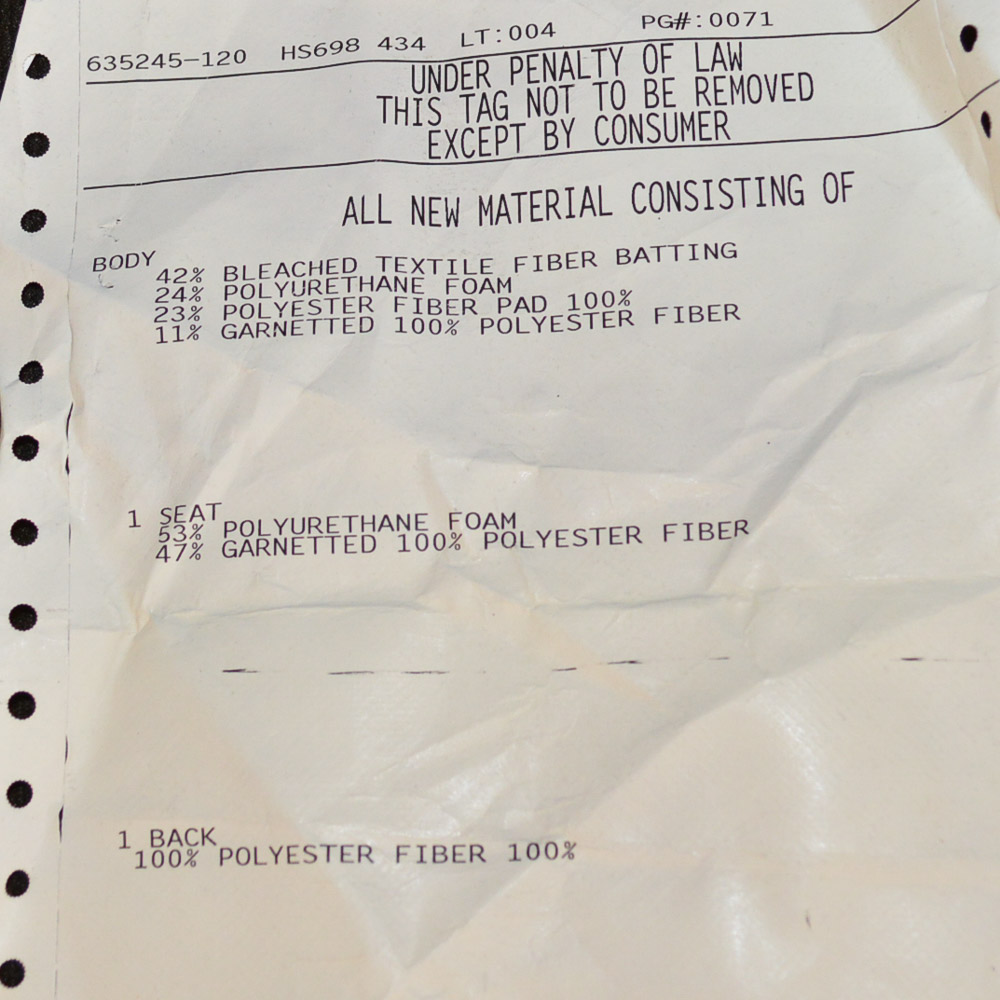 635245-120 HS698 434 LT:004 PG#:0071
UNDER PENALTY OF LAW
THIS TAG NOT TO BE REMOVED
EXCEPT BY CONSUMER
ALL NEW MATERIAL CONSISTING OF
BODY
42% BLEACHED TEXTILE FIBER BATTING
24% POLYURETHANE FOAM
23% POLYESTER FIBER PAD 100%
11% GARNETTED 100% POLYESTER FIBER
1 SEAT
53% POLYURETHANE FOAM
47% GARNETTED 100% POLYESTER FIBER
1 BACK
100% POLYESTER FIBER 100%